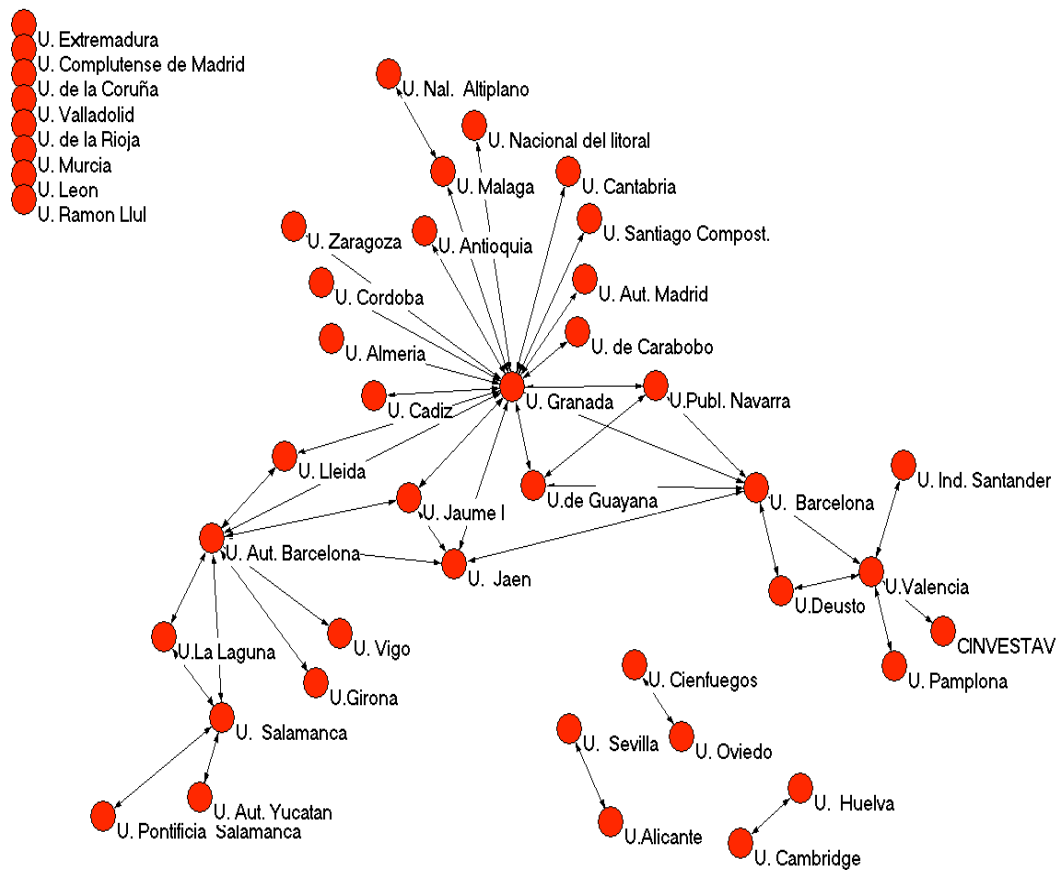 U. Extremadura
U. Complutense de Madrid
U. de la Coruña
U. Valladolid
U. de la Rioja
U. Murcia
U. Leon
U. Ramon Llul
U. Nal. Altiplano
U. Nacional del litoral
U. Malaga
U. Cantabria
U. Zaragoza
U. Antioquia
U. Santiago Compost.
U. Cordoba
U. Aut. Madrid
U. Almeria
U. de Carabobo
U. Cadiz
U. Granada
U.Publ. Navarra
U. Lleida
U. Jaume I
U.de Guayana
U. Barcelona
U. Ind. Santander
U. Aut. Barcelona
U. Jaen
U.Deusto
U.Valencia
U.La Laguna
U. Vigo
CINVESTAV
U. Cienfuegos
U. Pamplona
U.Girona
U. Salamanca
U. Sevilla
U. Oviedo
U. Aut. Yucatan
U. Pontificia Salamanca
U.Alicante
U. Huelva
U. Cambridge